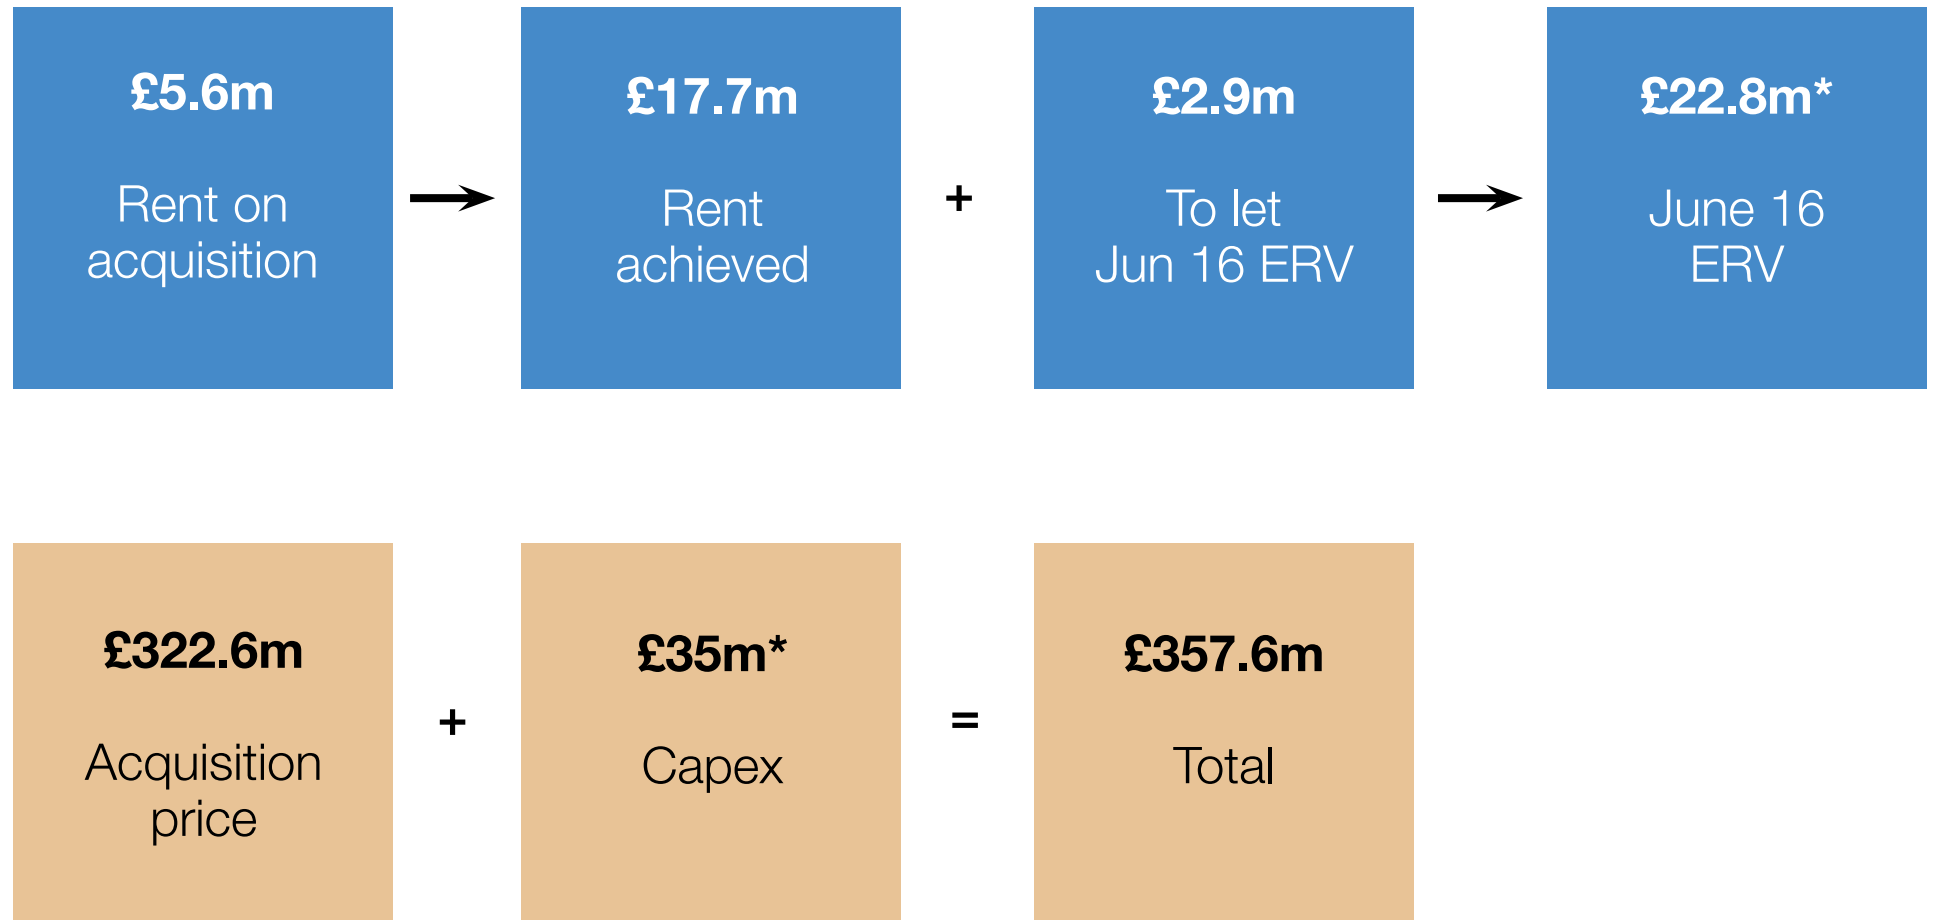 £5.6m
Rent on
acquisition
£17.7m
Rent
achieved
+
£2.9m
To let
Jun 16 ERV
£22.8m*
June 16
ERV
£322.6m
Acquisition
price
+
£35m*
Capex
=
£357.6m
Total